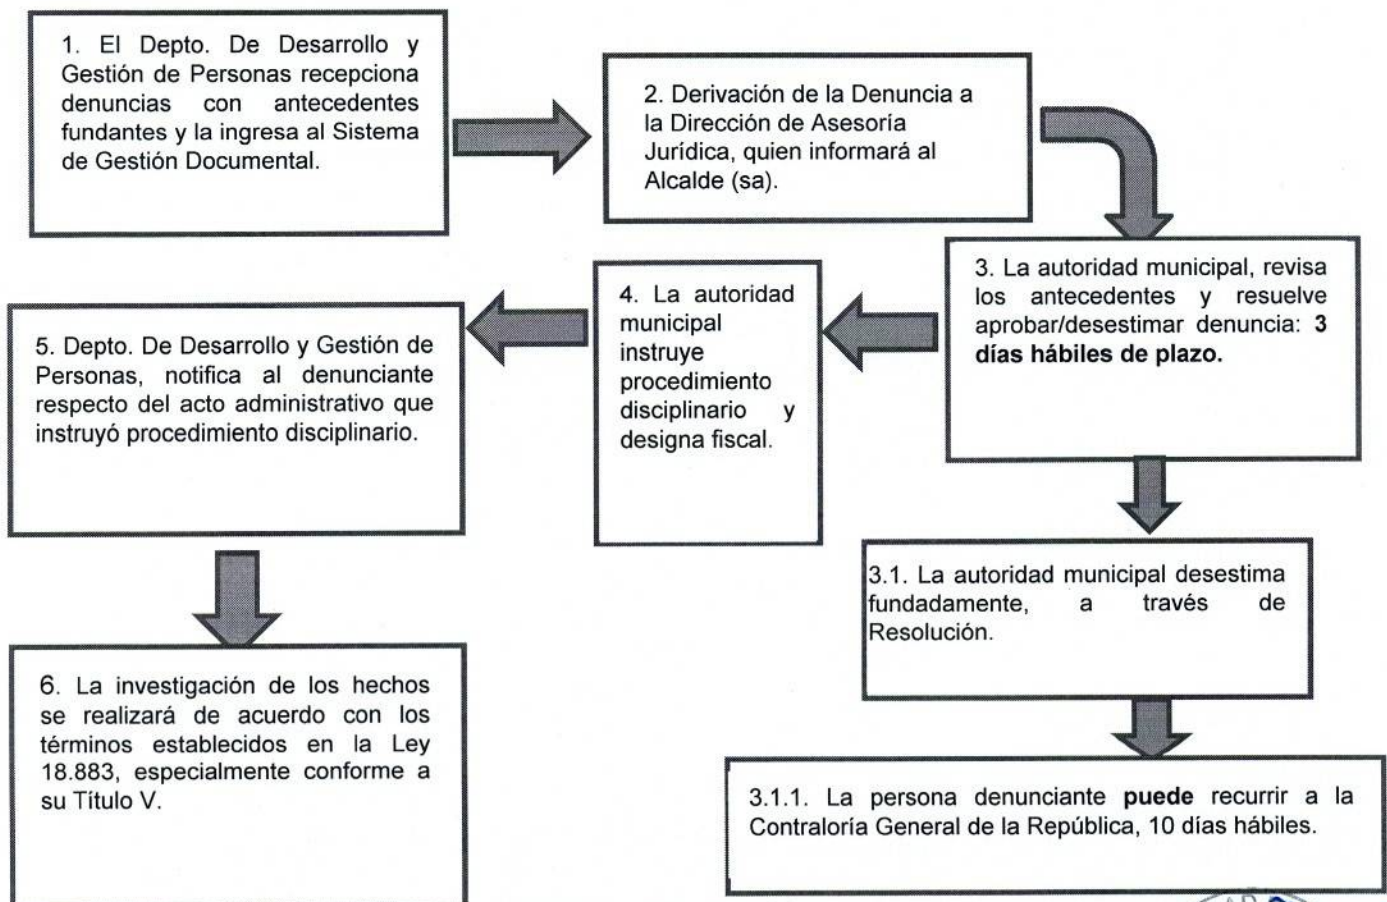 1. El Depto. De Desarrollo y
Gestión de Personas recepciona
denuncias con antecedentes
fundantes y la ingresa al Sistema
de Gestión Documental.
2. Derivación de la Denuncia a
la Dirección de Asesoría
Jurídica, quien informará al
Alcalde (sa).
3. La autoridad municipal, revisa
los antecedentes y resuelve
aprobar/desestimar denuncia: 3
días hábiles de plazo.
4. La autoridad
municipal
instruye
procedimiento
disciplinario y
designa fiscal.
5. Depto. De Desarrollo y Gestión de
Personas, notifica al denunciante
respecto del acto administrativo que
instruyó procedimiento disciplinario.
6. La investigación de los hechos
se realizará de acuerdo con los
términos establecidos en la Ley
18.883, especialmente conforme a
su Título V.
3.1. La autoridad municipal desestima
fundadamente, a través de
Resolución.
3.1.1. La persona denunciante puede recurrir a la
Contraloría General de la República, 10 días hábiles.